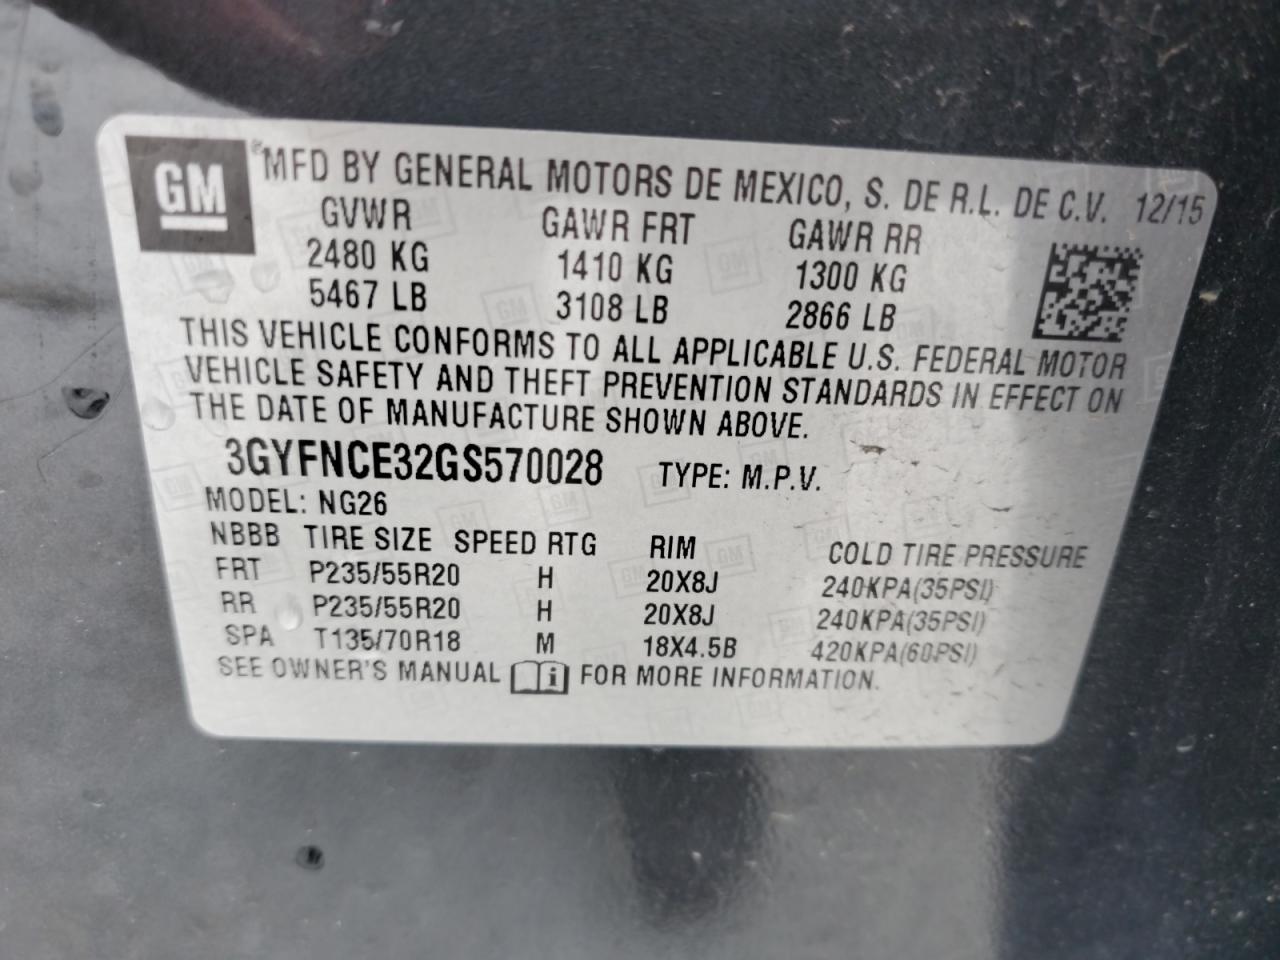 GM
® MFD BY GENERAL MOTORS DE MEXICO, S. DE R.L. DE C.V. 12/15
GVWR GAWR FRT GAWR RR
2480 KG 1410 KG 1300 KG
5467 LB 3108 LB 2866 LB
THIS VEHICLE CONFORMS TO ALL APPLICABLE U.S. FEDERAL MOTOR
VEHICLE SAFETY AND THEFT PREVENTION STANDARDS IN EFFECT ON
THE DATE OF MANUFACTURE SHOWN ABOVE.
3GYFNCE32GS570028 TYPE: M.P.V.
MODEL: NG26
NBBB TIRE SIZE SPEED RTG RIM COLD TIRE PRESSURE
FRT P235/55R20 H 20X8J 240KPA(35PSI)
RR P235/55R20 H 20X8J 240KPA(35PSI)
SPA T135/70R18 M 18X4.5B 420KPA(60PSI)
SEE OWNER'S MANUAL i FOR MORE INFORMATION.